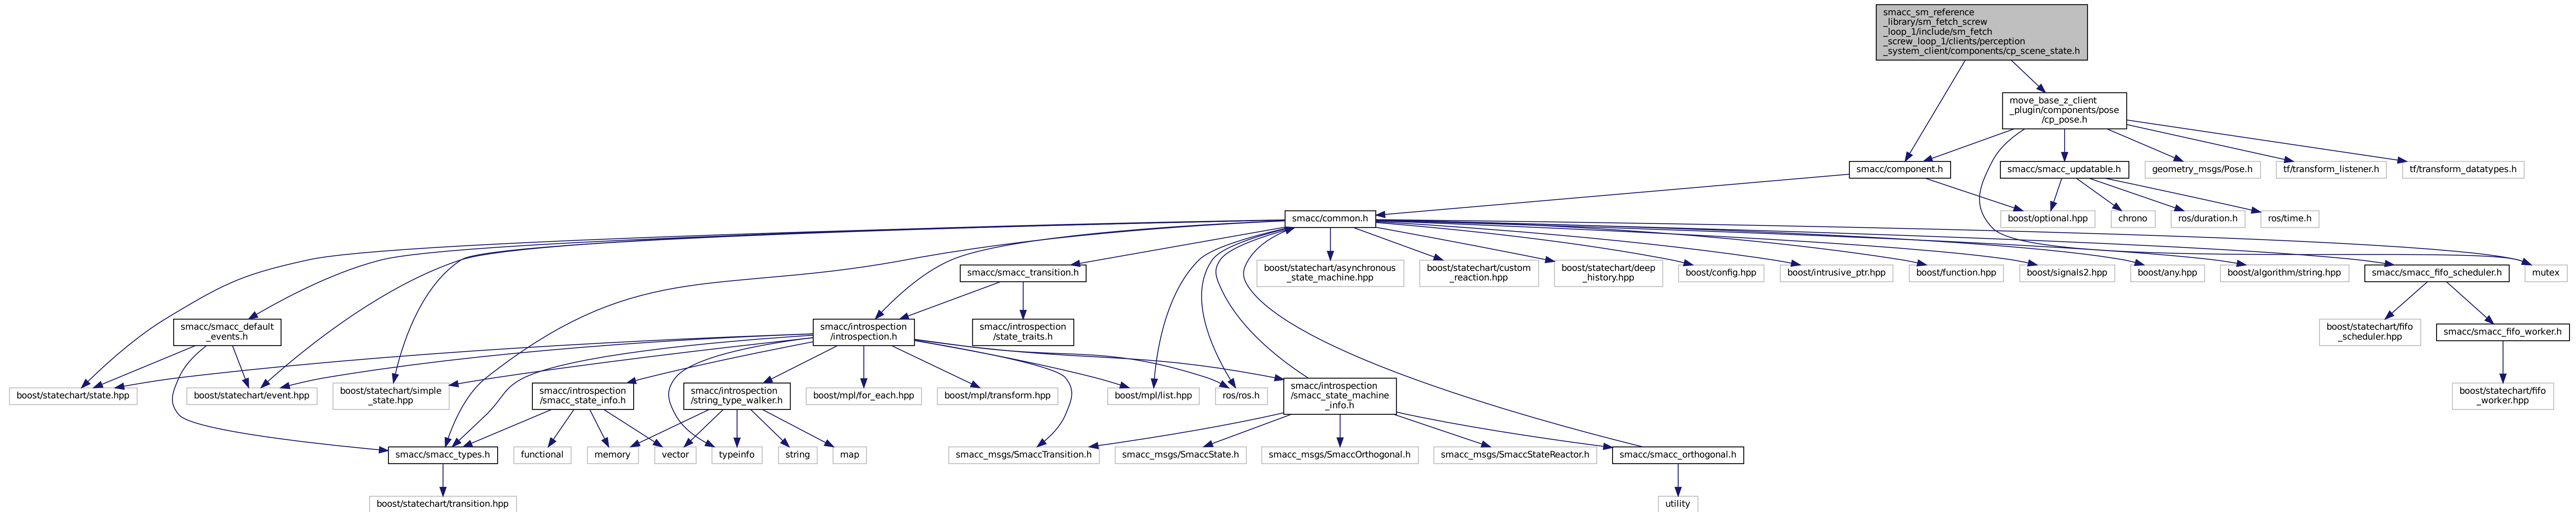 smacc_sm_reference
_library/sm_fetch_screw
_loop_1/include/sm_fetch
_screw_loop_1/clients/perception
_system_client/components/cp_scene_state.h
move_base_z_client
_plugin/components/pose
/cp_pose.h
smacc/component.h
smacc/smacc_updatable.h
geometry_msgs/Pose.h
tf/transform_listener.h
tf/transform_datatypes.h
smacc/common.h
boost/optional.hpp
chrono
ros/duration.h
ros/time.h
smacc/smacc_transition.h
boost/statechart/asynchronous
_state_machine.hpp
boost/statechart/custom
_reaction.hpp
boost/statechart/deep
_history.hpp
boost/config.hpp
boost/intrusive_ptr.hpp
boost/function.hpp
boost/signals2.hpp
boost/any.hpp
boost/algorithm/string.hpp
smacc/smacc_fifo_scheduler.h
mutex
smacc/smacc_default
_events.h
smacc/introspection
/introspection.h
smacc/introspection
/state_traits.h
boost/statechart/fifo
_scheduler.hpp
smacc/smacc_fifo_worker.h
boost/statechart/state.hpp
boost/statechart/event.hpp
boost/statechart/simple
_state.hpp
smacc/introspection
/smacc_state_info.h
smacc/introspection
/string_type_walker.h
boost/mpl/for_each.hpp
boost/mpl/transform.hpp
boost/mpl/list.hpp
ros/ros.h
smacc/introspection
/smacc_state_machine
_info.h
boost/statechart/fifo
_worker.hpp
smacc/smacc_types.h
functional
memory
vector
typeinfo
string
map
smacc_msgs/SmaccTransition.h
smacc_msgs/SmaccState.h
smacc_msgs/SmaccOrthogonal.h
smacc_msgs/SmaccStateReactor.h
smacc/smacc_orthogonal.h
boost/statechart/transition.hpp
utility